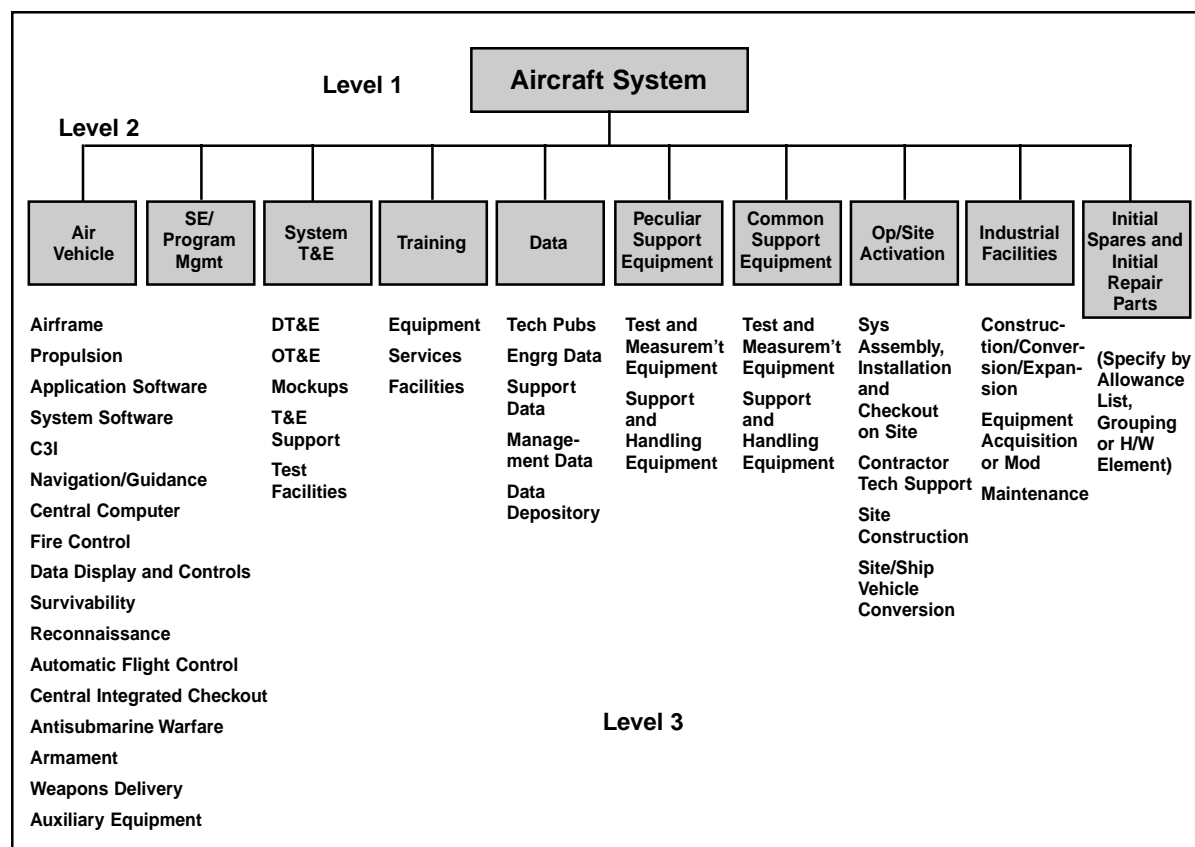 Level 1
Aircraft System
Level 2
Air
Vehicle
SE/
Program
Mgmt
System
T&E
Training
Data
Peculiar
Support
Equipment
Common
Support
Equipment
Op/Site
Activation
Industrial
Facilities
Initial
Spares and
Initial
Repair
Parts
Airframe
Propulsion
Application Software
System Software
C3I
Navigation/Guidance
Central Computer
Fire Control
Data Display and Controls
Survivability
Reconnaissance
Automatic Flight Control
Central Integrated Checkout
Antisubmarine Warfare
Armament
Weapons Delivery
Auxiliary Equipment
DT&E
OT&E
Mockups
T&E
Support
Test
Facilities
Equipment
Services
Facilities
Tech Pubs
Engrg Data
Support
Data
Manage-
ment Data
Data
Depository
Test and
Measurem’t
Equipment
Support
and
Handling
Equipment
Test and
Measurem’t
Equipment
Support
and
Handling
Equipment
Sys
Assembly,
Installation
and
Checkout
on Site
Contractor
Tech Support
Site
Construction
Site/Ship
Vehicle
Conversion
Construc-
tion/Conver-
sion/Expan-
sion
Equipment
Acquisition
or Mod
Maintenance
(Specify by
Allowance
List,
Grouping
or H/W
Element)
Level 3